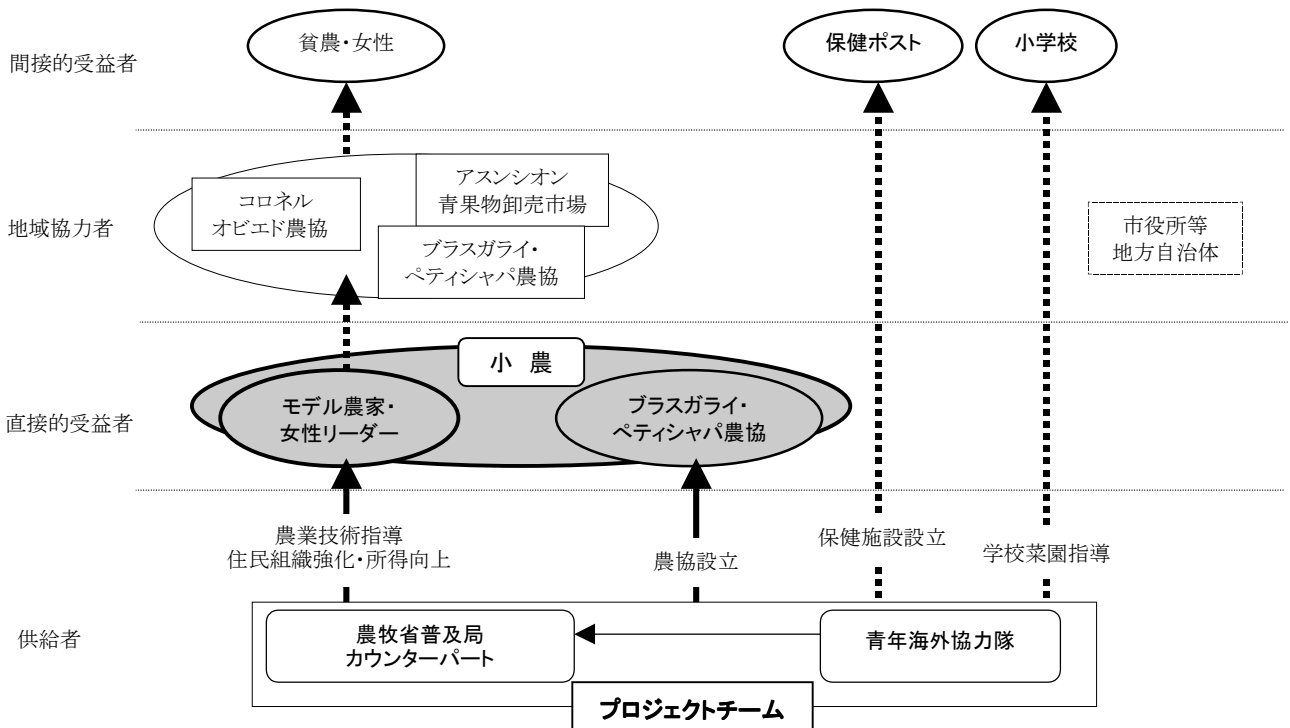 間接的受益者
貧農・女性
保健ポスト
小学校
地域協力者
コロネル
オビエド農協
アスンシオン
青果物卸売市場
ブラスガライ・
ペティシャパ農協
市役所等
地方自治体
直接的受益者
小 農
モデル農家・
女性リーダー
ブラスガライ・
ペティシャパ農協
農業技術指導
住民組織強化・所得向上
農協設立
保健施設設立
学校菜園指導
供給者
農牧省普及局
カウンターパート
青年海外協力隊
プロジェクトチーム